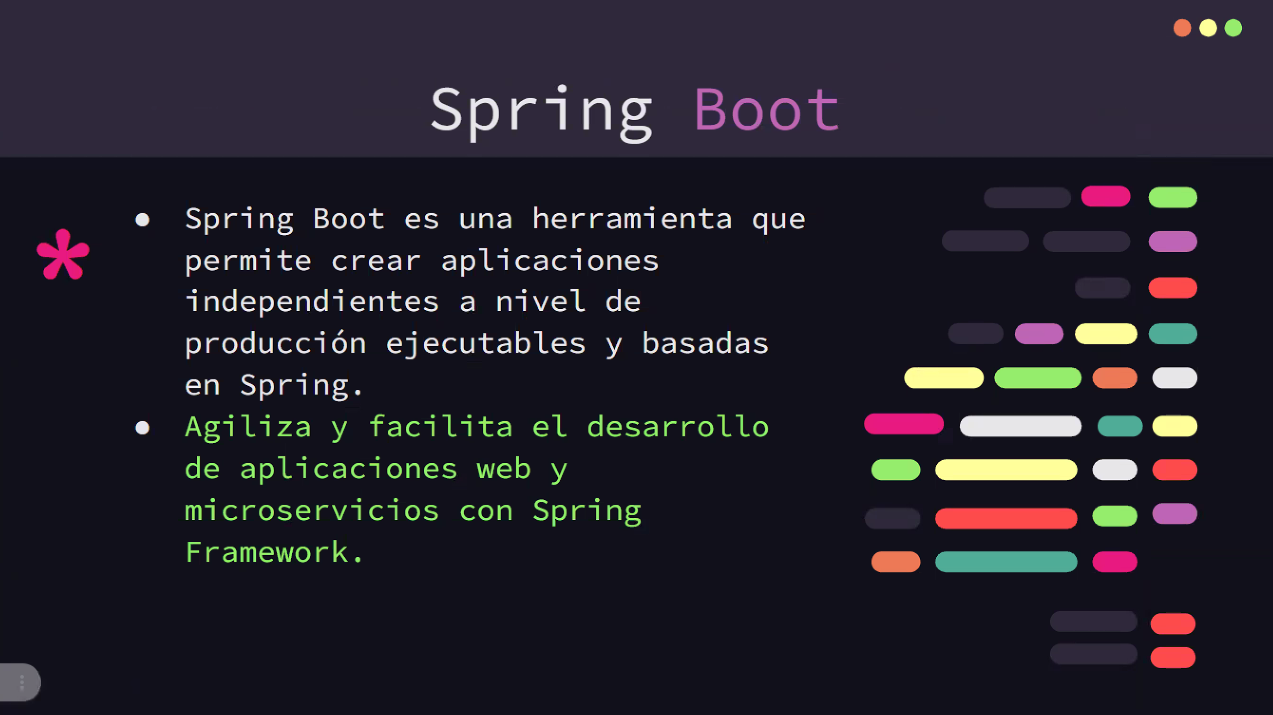 Spring Boot
● Spring Boot es una herramienta que
permite crear aplicaciones
independientes a nivel de
producción ejecutables y basadas
en Spring.
● Agiliza y facilita el desarrollo
de aplicaciones web y
microservicios con Spring
Framework.